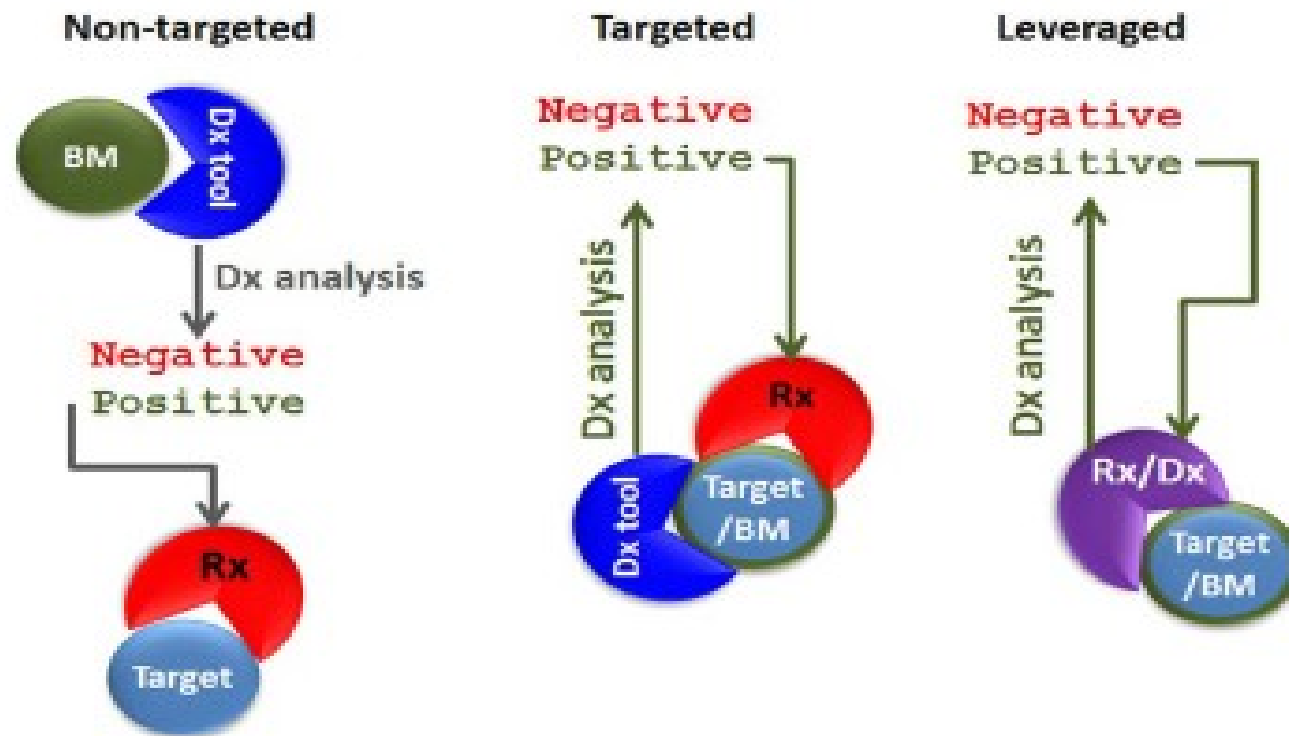 Non-targeted
BM
Dx tool
Dx analysis
Negative
Positive
Rx
Target
Targeted
Negative
Positive
Dx analysis
Rx
Dx tool
Target
/BM
Leveraged
Negative
Positive
Dx analysis
Rx/Dx
Target
/BM